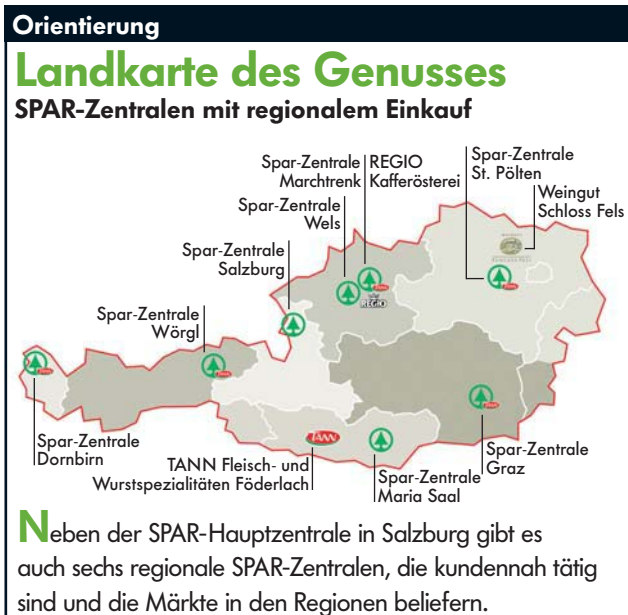 Orientierung
Landkarte des Genusses
SPAR-Zentralen mit regionalem Einkauf
Spar-Zentrale
Marchtrenk
REGIO
Kafferösterei
Spar-Zentrale
St. Pölten
Weingut
Schloss Fels
Spar-Zentrale
Wels
Spar-Zentrale
Salzburg
REGIO
Spar-Zentrale
Wörgl
Spar-Zentrale
Dornbirn
TANN
TANN Fleisch- und
Wurstspezialitäten Föderlach
Spar-Zentrale
Maria Saal
Spar-Zentrale
Graz
Neben der SPAR-Hauptzentrale in Salzburg gibt es
auch sechs regionale SPAR-Zentralen, die kundennah tätig
sind und die Märkte in den Regionen beliefern.